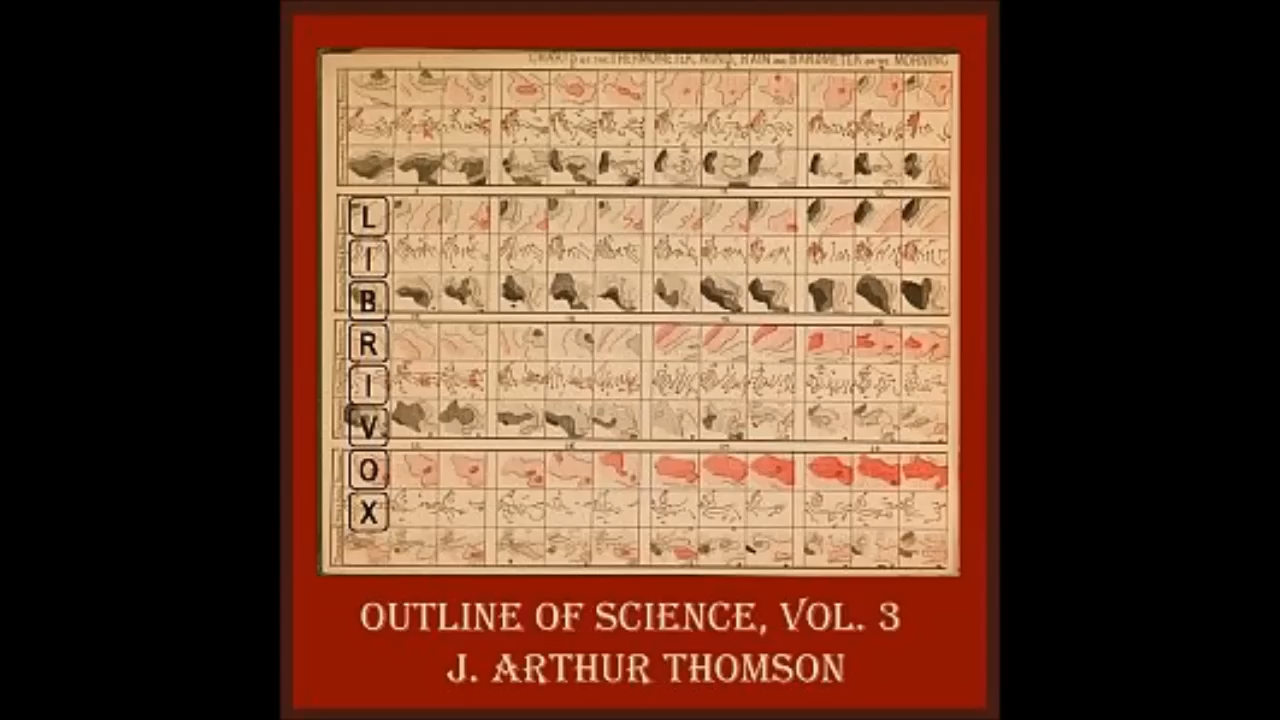 CHARTS OF THE THERMOMETER, WIND, RAIN AND BAROMETER ON THE MORNING
L
I
B
R
I
V
O
X
OUTLINE OF SCIENCE, VOL. 3
J. ARTHUR THOMSON